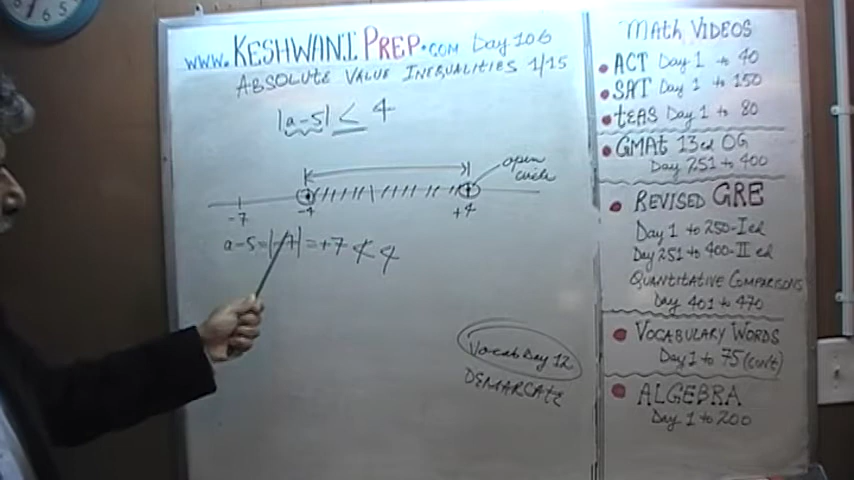 www.KESHWANI PREP.com Day 106
ABSOLUTE VALUE INEQUALITIES 1/15
|a-5| < 4
open
circle
-7 -4 +4
a-5=|-7| = +7 ≮ 4
Vocab Day 12
DEMARCATE
MATH VIDEOS
ACT Day 1 to 40
SAT Day 1 to 150
tEAS Day 1 to 80
GMAt 13ed OG
Day 251 to 400
REVISED GRE
Day 1 to 250-I ed
Day 251 to 400-II ed
QUANTITATIVE COMPARISONS
Day 401 to 470
VOCABULARY WORDS
Day 1 to 75 (con't)
ALGEBRA
Day 1 to 200